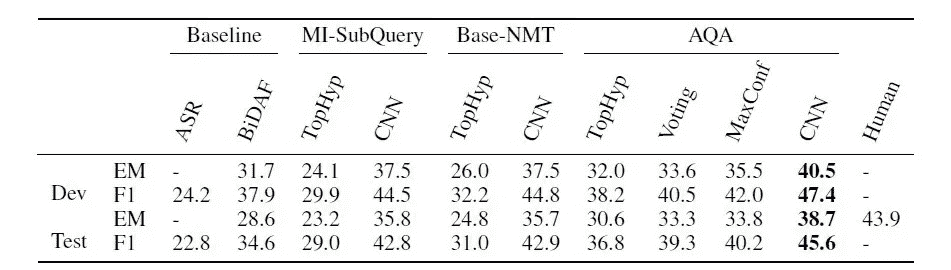 Baseline MI-SubQuery Base-NMT AQA
ASR BiDAF TopHyp CNN TopHyp CNN TopHyp Voting MaxConf CNN Human
EM - 31.7 24.1 37.5 26.0 37.5 32.0 33.6 35.5 40.5 -
Dev F1 24.2 37.9 29.9 44.5 32.2 44.8 38.2 40.5 42.0 47.4 -
EM - 28.6 23.2 35.8 24.8 35.7 30.6 33.3 33.8 38.7 43.9
Test F1 22.8 34.6 29.0 42.8 31.0 42.9 36.8 39.3 40.2 45.6 -